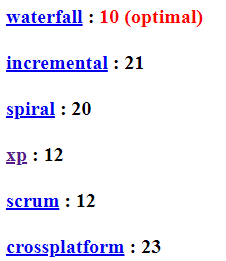 waterfall : 10 (optimal)
incremental : 21
spiral : 20
xp : 12
scrum : 12
crossplatform : 23